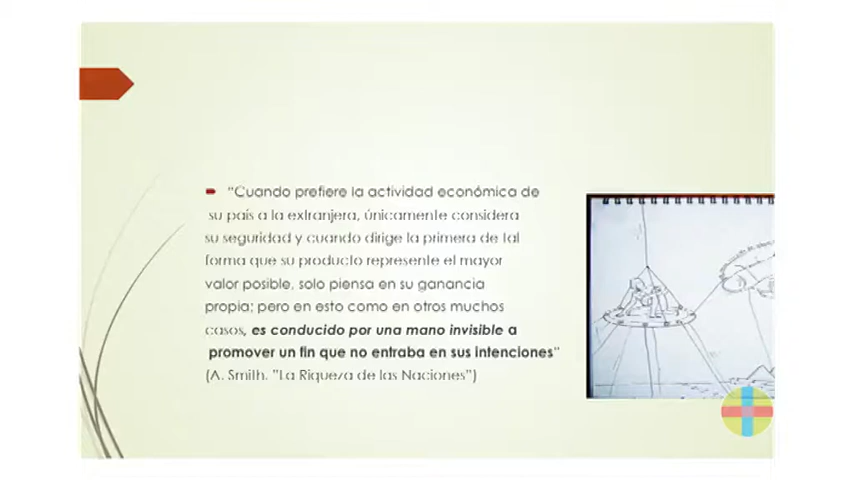 "Cuando prefiere la actividad económica de
su país a la extranjera, únicamente considera
su seguridad y cuando dirige la primera de tal
forma que su producto represente el mayor
valor posible, solo piensa en su ganancia
propia; pero en esto como en otros muchos
casos, es conducido por una mano invisible a
promover un fin que no entraba en sus intenciones"
(A. Smith. "La Riqueza de las Naciones")